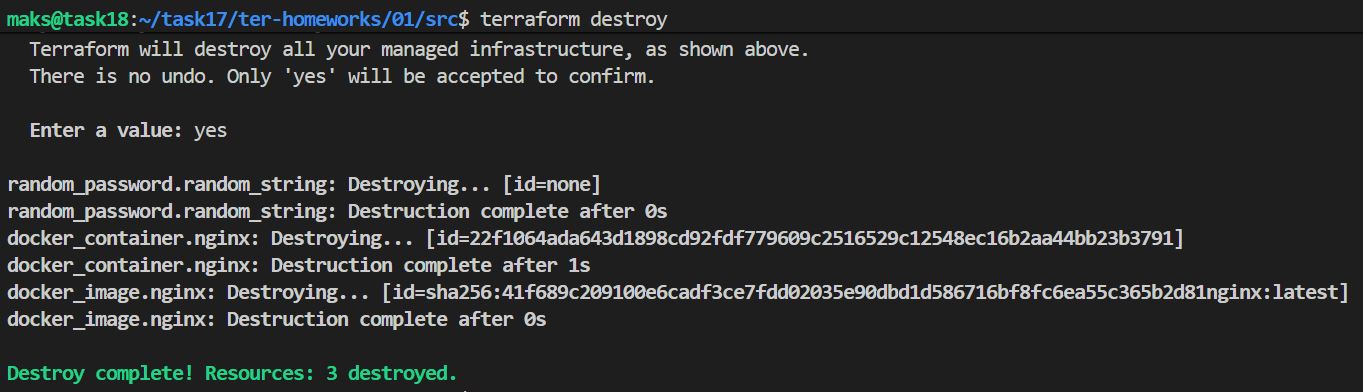 maks@task18:~/task17/ter-homeworks/01/src$ terraform destroy
Terraform will destroy all your managed infrastructure, as shown above.
There is no undo. Only 'yes' will be accepted to confirm.
Enter a value: yes
random_password.random_string: Destroying... [id=none]
random_password.random_string: Destruction complete after 0s
docker_container.nginx: Destroying... [id=22f1064ada643d1898cd92fdf779609c2516529c12548ec16b2aa44bb23b3791]
docker_container.nginx: Destruction complete after 1s
docker_image.nginx: Destroying... [id=sha256:41f689c209100e6cadf3ce7fdd02035e90dbd1d586716bf8fc6ea55c365b2d81nginx:latest]
docker_image.nginx: Destruction complete after 0s
Destroy complete! Resources: 3 destroyed.